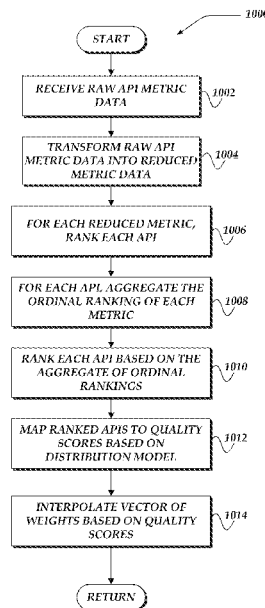 1000
START
RECEIVE RAW API METRIC
DATA
1002
TRANSFORM RAW API
METRIC DATA INTO REDUCED
METRIC DATA
1004
FOR EACH REDUCED METRIC,
RANK EACH API
1006
FOR EACH API, AGGREGATE THE
ORDINAL RANKING OF EACH
METRIC
1008
RANK EACH API BASED ON THE
AGGREGATE OF ORDINAL
RANKINGS
1010
MAP RANKED APIS TO QUALITY
SCORES BASED ON
DISTRIBUTION MODEL
1012
INTERPOLATE VECTOR OF
WEIGHTS BASED ON QUALITY
SCORES
1014
RETURN